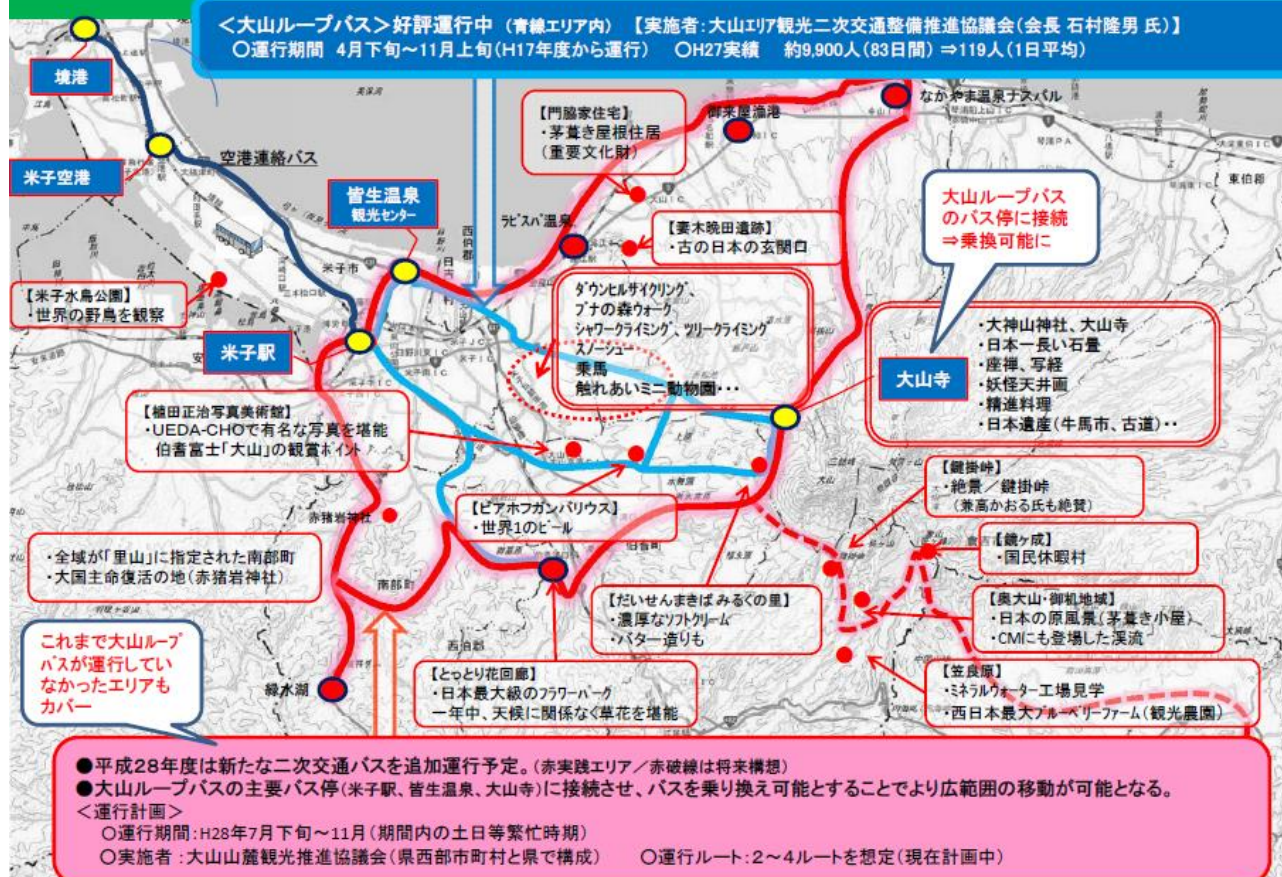 ＜大山ループバス＞好評運行中 （青線エリア内） 【実施者：大山エリア観光二次交通整備推進協議会（会長 石村隆男 氏）】
○運行期間 4月下旬～11月上旬（H17年度から運行） ○H27実績 約9,900人（83日間）⇒119人（1日平均）
境港
米子空港
空港連絡バス
皆生温泉
観光センター
米子駅
【米子水鳥公園】
・世界の野鳥を観察
【門脇家住宅】
・茅葺き屋根住居
（重要文化財）
御来屋漁港
なかやま温泉ナスパル
東伯郡
ラピスパ温泉
【妻木晩田遺跡】
・古の日本の玄関口
大山ループバス
のバス停に接続
⇒乗換可能に
米子市
美保湾
ダウンヒルサイクリング、
ブナの森ウォーク
シャワークライミング、ツリークライミング
スノーシュー
乗馬
触れあいミニ動物園・・・
大山寺
・大神山神社、大山寺
・日本一長い石畳
・座禅、写経
・妖怪天井画
・精進料理
・日本遺産（牛馬市、古道）・・
【植田正治写真美術館】
・UEDA-CHOで有名な写真を堪能
伯耆富士「大山」の観賞ポイント
【ビアホフガンバリウス】
・世界1のビール
【鍵掛峠】
・絶景／鍵掛峠
（兼高かおる氏も絶賛）
【鏡ヶ成】
・国民休暇村
赤猪岩神社
・全域が「里山」に指定された南部町
・大国主命復活の地（赤猪岩神社）
南部町
伯耆町
西伯郡
【だいせんまきば みるくの里】
・濃厚なソフトクリーム
・バター造りも
【奥大山・御机地域】
・日本の原風景（茅葺き小屋）
・CMにも登場した渓流
これまで大山ループ
バスが運行してい
なかったエリアも
カバー
緑水湖
【とっとり花回廊】
・日本最大級のフラワーパーク
一年中、天候に関係なく草花を堪能
【笠良原】
・ミネラルウォーター工場見学
・西日本最大ブルーベリーファーム（観光農園）
●平成２８年度は新たな二次交通バスを追加運行予定。（赤実践エリア／赤破線は将来構想）
●大山ループバスの主要バス停（米子駅、皆生温泉、大山寺）に接続させ、バスを乗り換え可能とすることでより広範囲の移動が可能となる。
＜運行計画＞
○運行期間：H28年7月下旬～11月（期間内の土日等繁忙時期）
○実施者：大山山麓観光推進協議会（県西部市町村と県で構成） ○運行ルート：２～４ルートを想定（現在計画中）